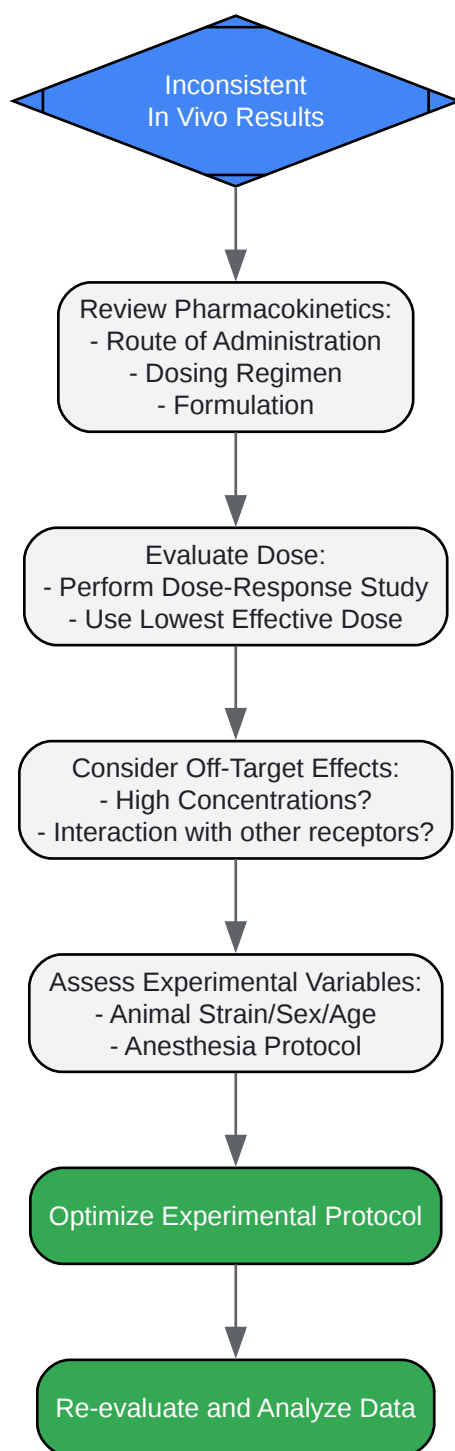 Inconsistent
In Vivo Results
Review Pharmacokinetics:
- Route of Administration
- Dosing Regimen
- Formulation
Evaluate Dose:
- Perform Dose-Response Study
- Use Lowest Effective Dose
Consider Off-Target Effects:
- High Concentrations?
- Interaction with other receptors?
Assess Experimental Variables:
- Animal Strain/Sex/Age
- Anesthesia Protocol
Optimize Experimental Protocol
Re-evaluate and Analyze Data